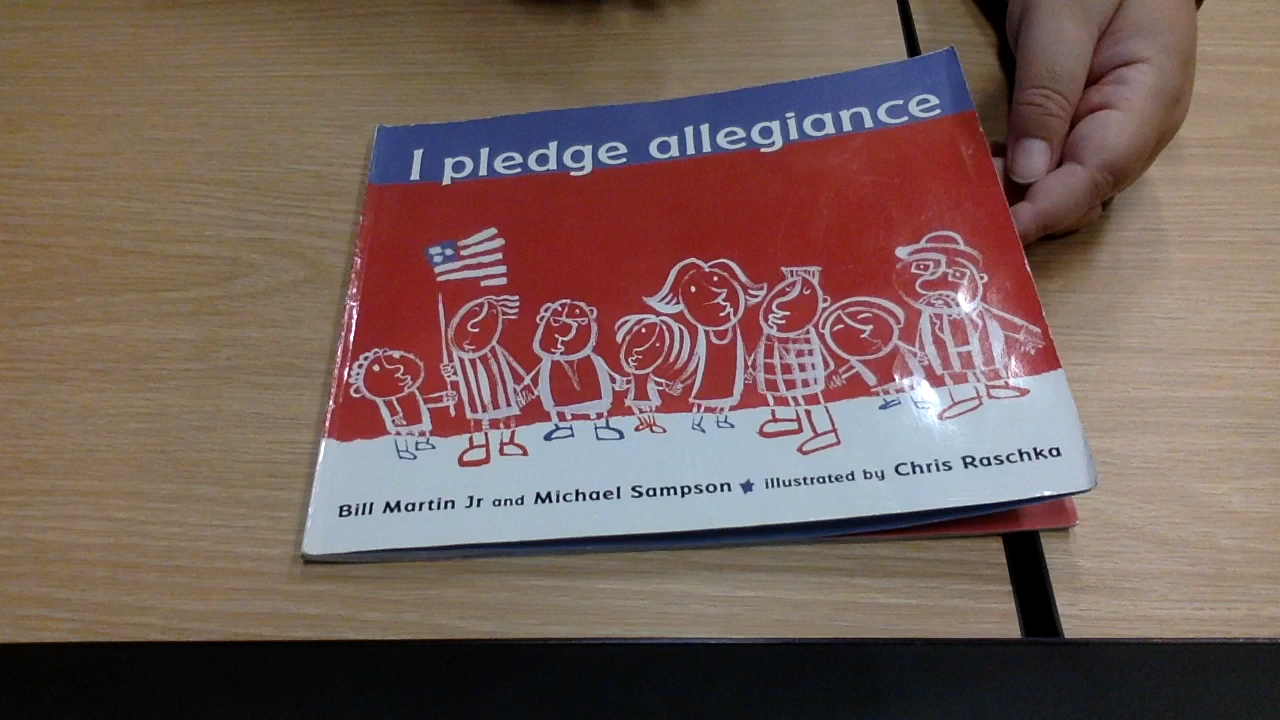 I pledge allegiance
Bill Martin Jr and Michael Sampson ★ illustrated by Chris Raschka